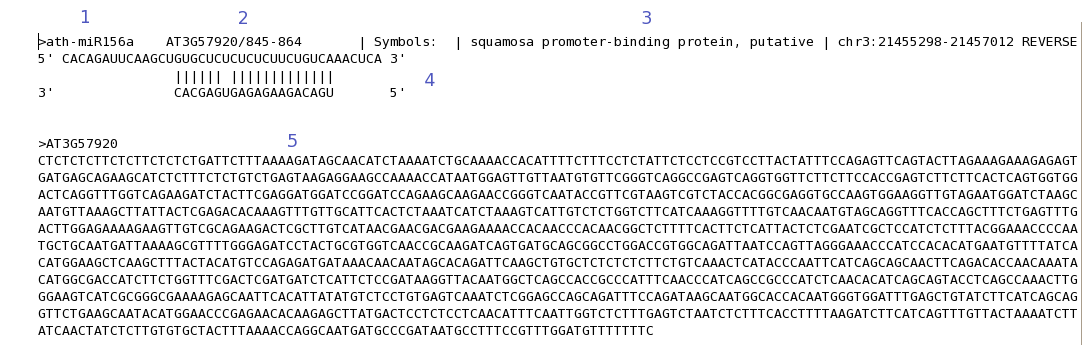 1 2 3
>ath-miR156a AT3G57920/845-864 | Symbols: | squamosa promoter-binding protein, putative | chr3:21455298-21457012 REVERSE
5' CACAGAUUCAAGCUGUGCUCUCUCUCUUCUGUCAAACUCA 3'
|||||| ||||||||||||| 4
3' CACGAGUGAGAGAAGACAGU 5'
>AT3G57920 5
CTCTCTCTTCTCTTCTCTCTGATTCTTTAAAAGATAGCAACATCTAAAATCTGCAAAACCACATTTTCTTTCCTCTATTCTCCTCCGTCCTTACTATTTCCAGAGTTCAGTACTTAGAAAGAAAGAGAGT
GATGAGCAGAAGCATCTCTTTCTCTGTCTGAGTAAGAGGAAGCCAAAACCATAATGGAGTTGTTAATGTGTTCGGGTCAGGCCGAGTCAGGTGGTTCTTCTTCCACCGAGTCTTCTTCACTCAGTGGTGG
ACTCAGGTTTGGTCAGAAGATCTACTTCGAGGATGGATCCGGATCCAGAAGCAAGAACCGGGTCAATACCGTTCGTAAGTCGTCTACCACGGCGAGGTGCCAAGTGGAAGGTTGTAGAATGGATCTAAGC
AATGTTAAAGCTTATTACTCGAGACACAAAGTTTGTTGCATTCACTCTAAATCATCTAAAGTCATTGTCTCTGGTCTTCATCAAAGGTTTTGTCAACAATGTAGCAGGTTTCACCAGCTTTCTGAGTTTG
ACTTGGAGAAAAGAAGTTGTCGCAGAAGACTCGCTTGTCATAACGAACGACGAAGAAAACCACAACCCACAACGGCTCTTTTCACTTCTCATTACTCTCGAATCGCTCCATCTCTTTACGGAAACCCCAA
TGCTGCAATGATTAAAAGCGTTTTGGGAGATCCTACTGCGTGGTCAACCGCAAGATCAGTGATGCAGCGGCCTGGACCGTGGCAGATTAATCCAGTTAGGGAAACCCATCCACACATGAATGTTTTATCA
CATGGAAGCTCAAGCTTTACTACATGTCCAGAGATGATAAACAACAATAGCACAGATTCAAGCTGTGCTCTCTCTCTTCTGTCAAACTCATACCCAATTCATCAGCAGCAACTTCAGACACCAACAAATA
CATGGCGACCATCTTCTGGTTTCGACTCGATGATCTCATTCTCCGATAAGGTTACAATGGCTCAGCCACCGCCCATTTCAACCCATCAGCCGCCCATCTCAACACATCAGCAGTACCTCAGCCAAACTTG
GGAAGTCATCGCGGGCGAAAAGAGCAATTCACATTATATGTCTCCTGTGAGTCAAATCTCGGAGCCAGCAGATTTCCAGATAAGCAATGGCACCACAATGGGTGGATTTGAGCTGTATCTTCATCAGCAG
GTTCTGAAGCAATACATGGAACCCGAGAACACAAGAGCTTATGACTCCTCTCCTCAACATTTCAATTGGTCTCTTTGAGTCTAATCTCTTTCACCTTTTAAGATCTTCATCAGTTTGTTACTAAAATCTT
ATCAACTATCTCTTGTGTGCTACTTTAAAACCAGGCAATGATGCCCGATAATGCCTTTCCGTTTGGATGTTTTTTTC